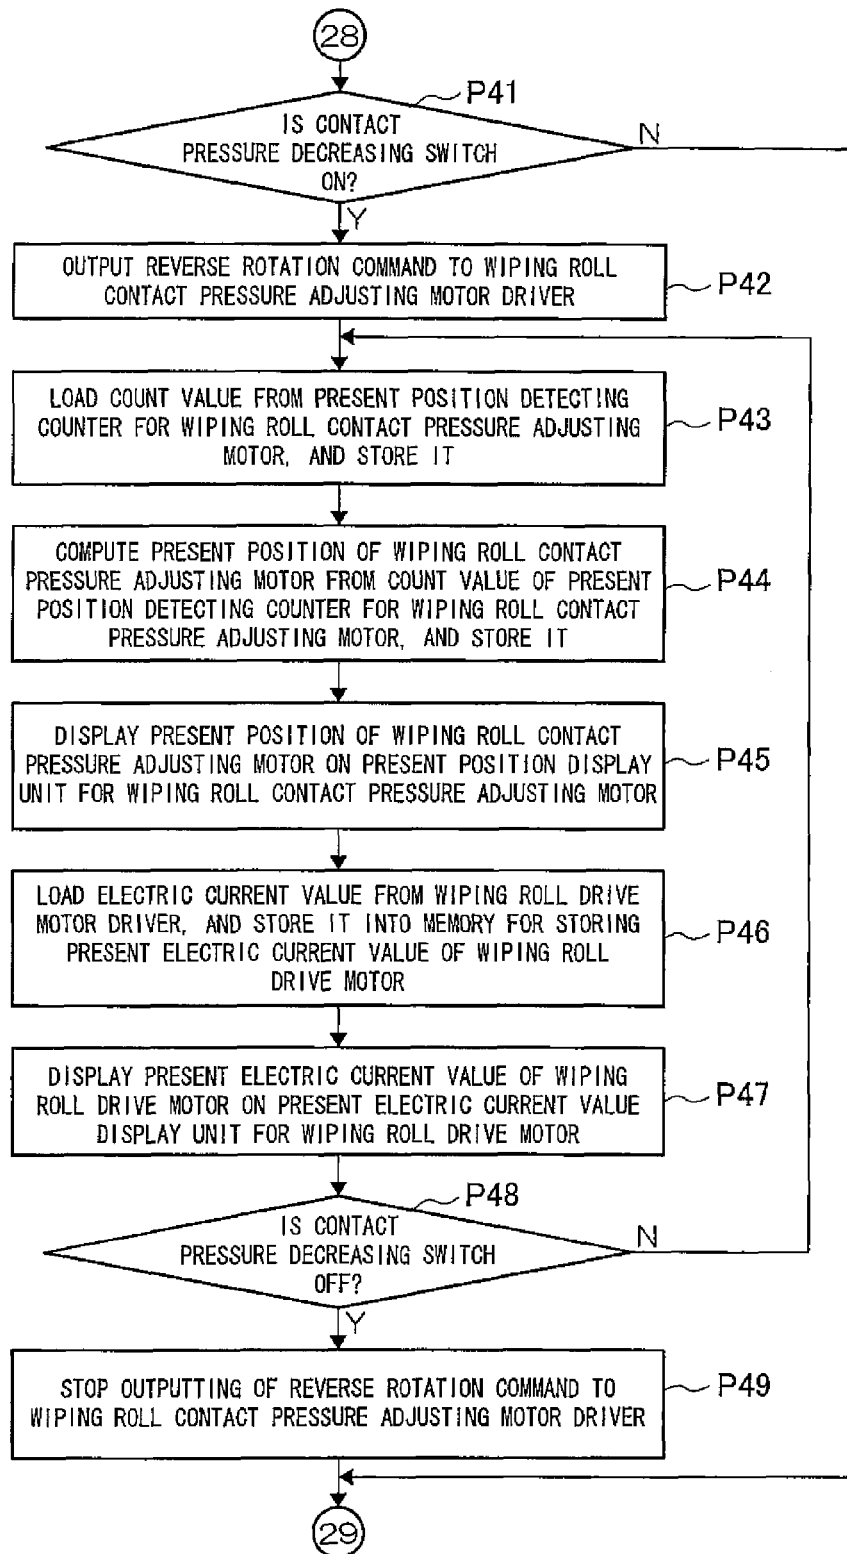 28
P41
IS CONTACT
PRESSURE DECREASING SWITCH
ON?
N
Y
OUTPUT REVERSE ROTATION COMMAND TO WIPING ROLL
CONTACT PRESSURE ADJUSTING MOTOR DRIVER
P42
LOAD COUNT VALUE FROM PRESENT POSITION DETECTING
COUNTER FOR WIPING ROLL CONTACT PRESSURE ADJUSTING
MOTOR, AND STORE IT
P43
COMPUTE PRESENT POSITION OF WIPING ROLL CONTACT
PRESSURE ADJUSTING MOTOR FROM COUNT VALUE OF PRESENT
POSITION DETECTING COUNTER FOR WIPING ROLL CONTACT
PRESSURE ADJUSTING MOTOR, AND STORE IT
P44
DISPLAY PRESENT POSITION OF WIPING ROLL CONTACT
PRESSURE ADJUSTING MOTOR ON PRESENT POSITION DISPLAY
UNIT FOR WIPING ROLL CONTACT PRESSURE ADJUSTING MOTOR
P45
LOAD ELECTRIC CURRENT VALUE FROM WIPING ROLL DRIVE
MOTOR DRIVER, AND STORE IT INTO MEMORY FOR STORING
PRESENT ELECTRIC CURRENT VALUE OF WIPING ROLL
DRIVE MOTOR
P46
DISPLAY PRESENT ELECTRIC CURRENT VALUE OF WIPING
ROLL DRIVE MOTOR ON PRESENT ELECTRIC CURRENT VALUE
DISPLAY UNIT FOR WIPING ROLL DRIVE MOTOR
P47
P48
IS CONTACT
PRESSURE DECREASING SWITCH
OFF?
N
Y
STOP OUTPUTTING OF REVERSE ROTATION COMMAND TO
WIPING ROLL CONTACT PRESSURE ADJUSTING MOTOR DRIVER
P49
29